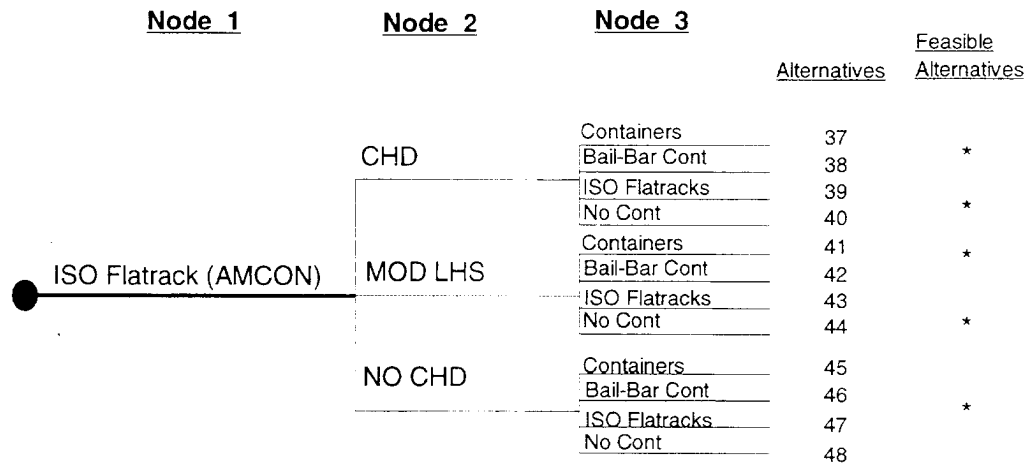 Node 1 Node 2 Node 3
Feasible
Alternatives Alternatives
CHD
Containers 37
Bail-Bar Cont 38 *
ISO Flatracks 39
No Cont 40 *
ISO Flatrack (AMCON)
MOD LHS
Containers 41 *
Bail-Bar Cont 42
ISO Flatracks 43
No Cont 44 *
NO CHD
Containers 45
Bail-Bar Cont 46
ISO Flatracks 47 *
No Cont 48